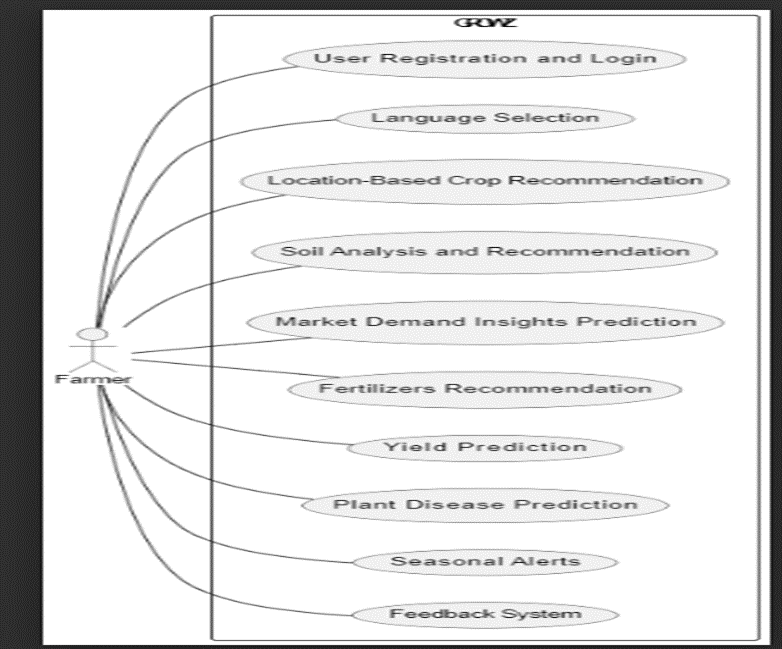 GROWZ
User Registration and Login
Language Selection
Location-Based Crop Recommendation
Soil Analysis and Recommendation
Market Demand Insights Prediction
Farmer
Fertilizers Recommendation
Yield Prediction
Plant Disease Prediction
Seasonal Alerts
Feedback System